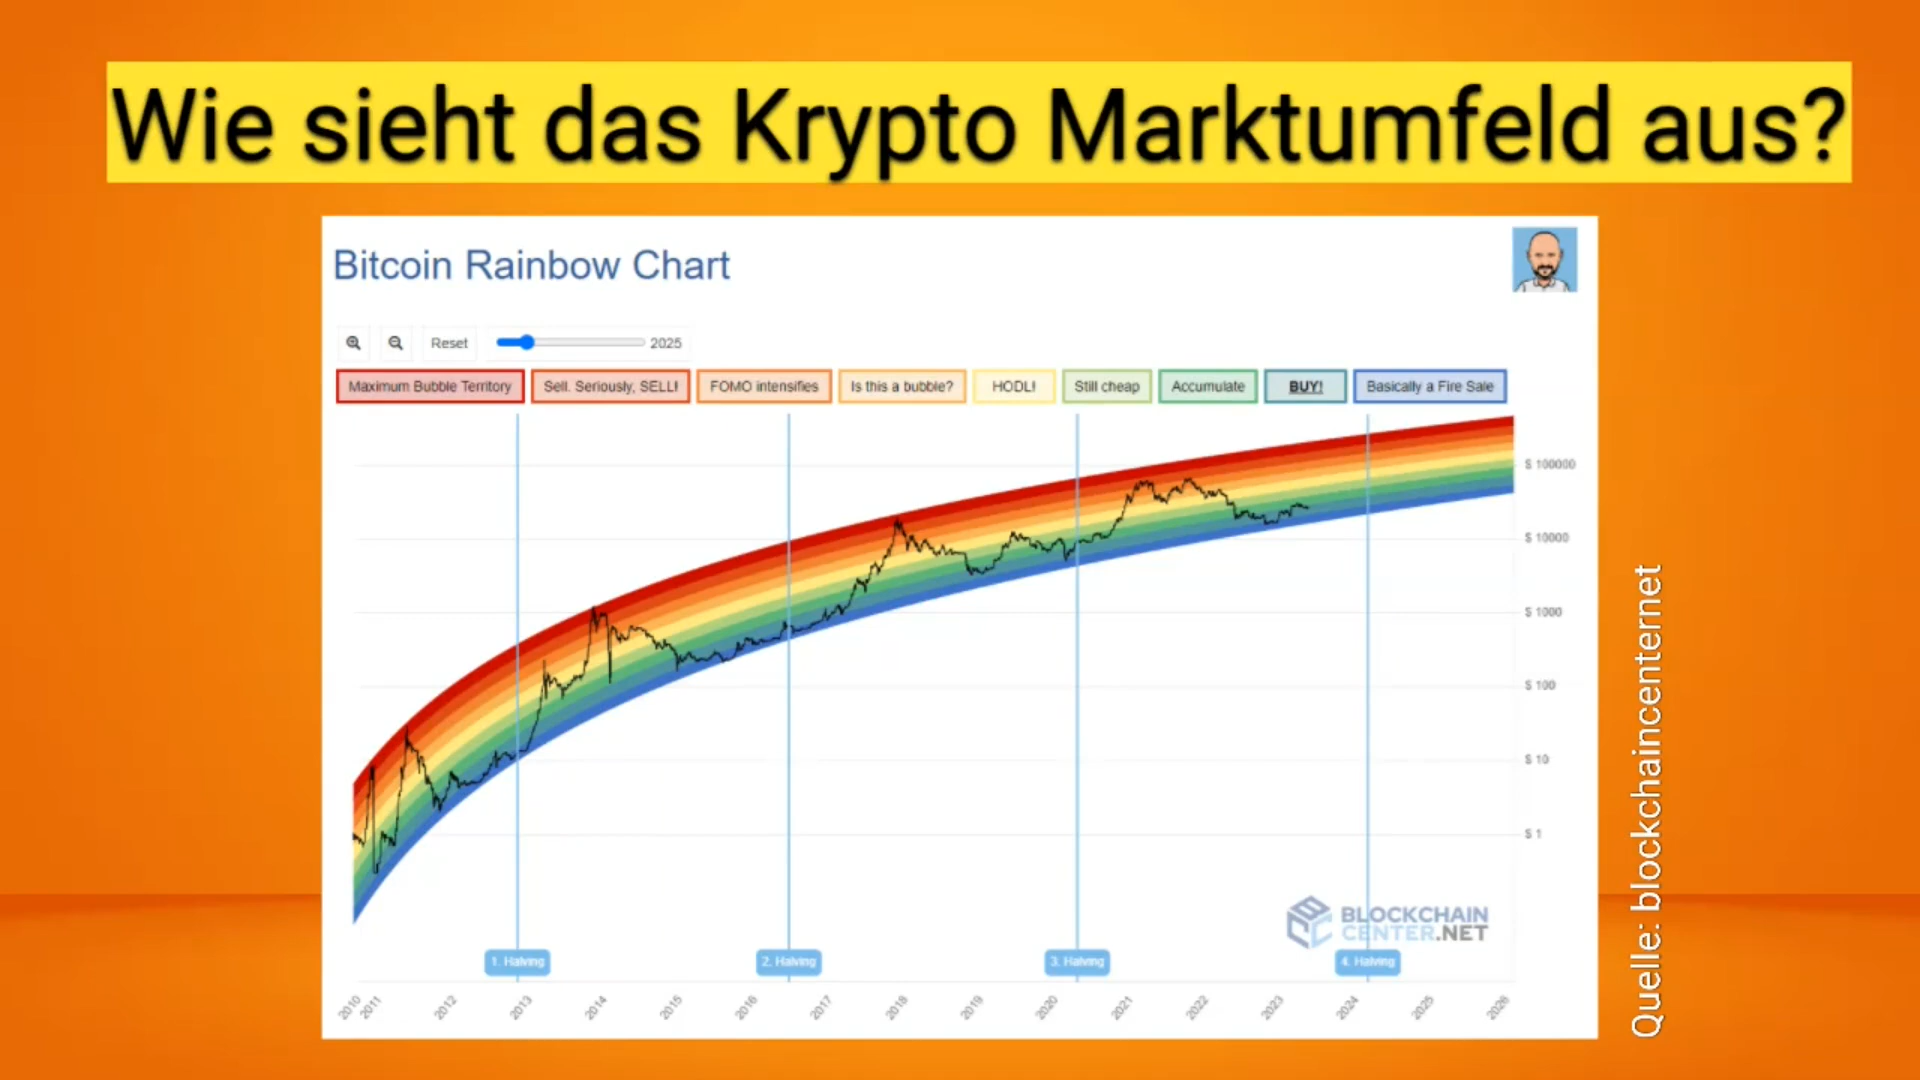 Wie sieht das Krypto Marktumfeld aus?
Bitcoin Rainbow Chart
Reset
2025
Maximum Bubble Territory
Sell. Seriously, SELL!
FOMO intensifies
Is this a bubble?
HODL!
Still cheap
Accumulate
BUY!
Basically a Fire Sale
$ 100000
$ 10000
$ 1000
$ 100
$ 10
$ 1
BLOCKCHAIN
CENTER.NET
1. Halving
2. Halving
3. Halving
4. Halving
2010
2011
2012
2013
2014
2015
2016
2017
2018
2019
2020
2021
2022
2023
2024
2025
2026
Quelle: blockchaincenternet